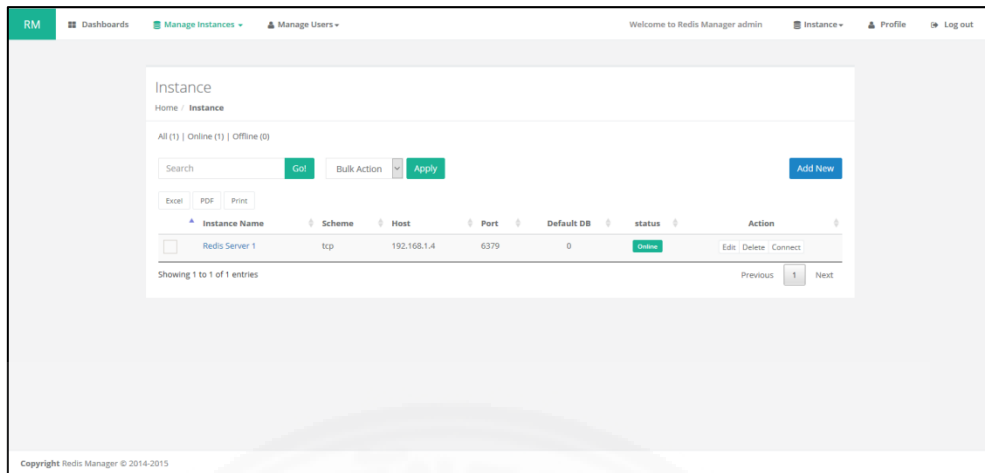 RM Dashboards Manage Instances Manage Users Welcome to Redis Manager admin Instance Profile Log out
Instance
Home / Instance
All (1) | Online (1) | Offline (0)
Search Go! Bulk Action Apply Add New
Excel PDF Print
Instance Name Scheme Host Port Default DB status Action
Redis Server 1 tcp 192.168.1.4 6379 0 Online Edit Delete Connect
Showing 1 to 1 of 1 entries Previous 1 Next
Copyright Redis Manager © 2014-2015